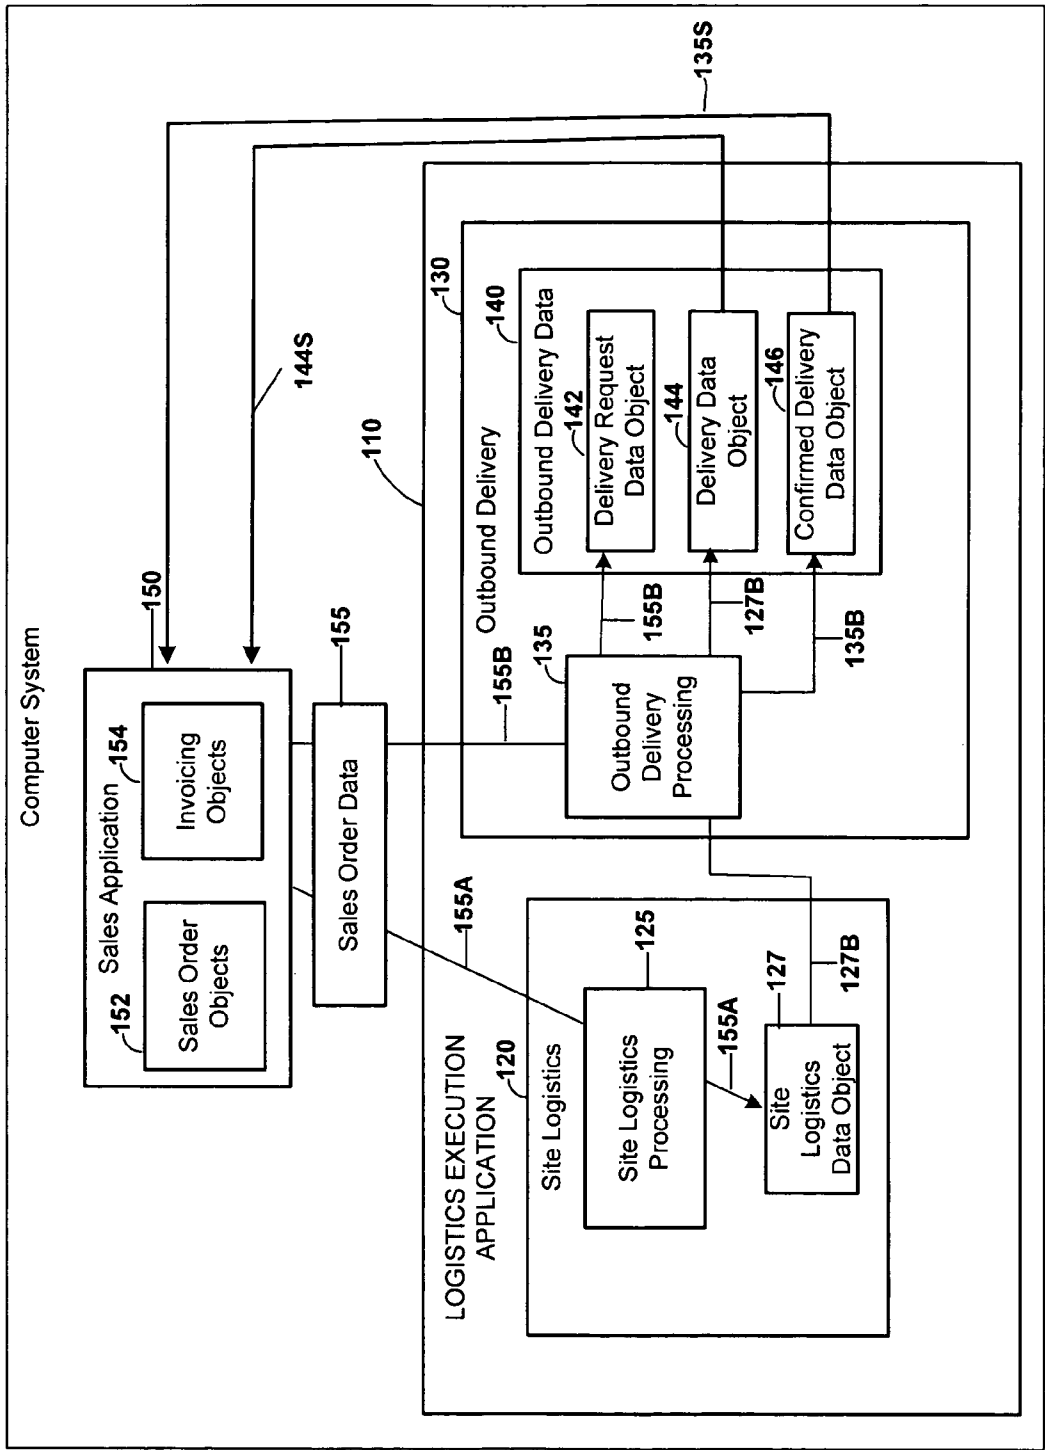 Computer System
Sales Application
150
152
Sales Order
Objects
154
Invoicing
Objects
144S
135S
Sales Order Data
155
155A
155B
110
LOGISTICS EXECUTION
APPLICATION
120
Site Logistics
Site Logistics
Processing
125
155A
Site
Logistics
Data Object
127
127B
Outbound Delivery
130
135
Outbound
Delivery
Processing
155B
127B
135B
Outbound Delivery Data
140
142
Delivery Request
Data Object
144
Delivery Data
Object
146
Confirmed Delivery
Data Object